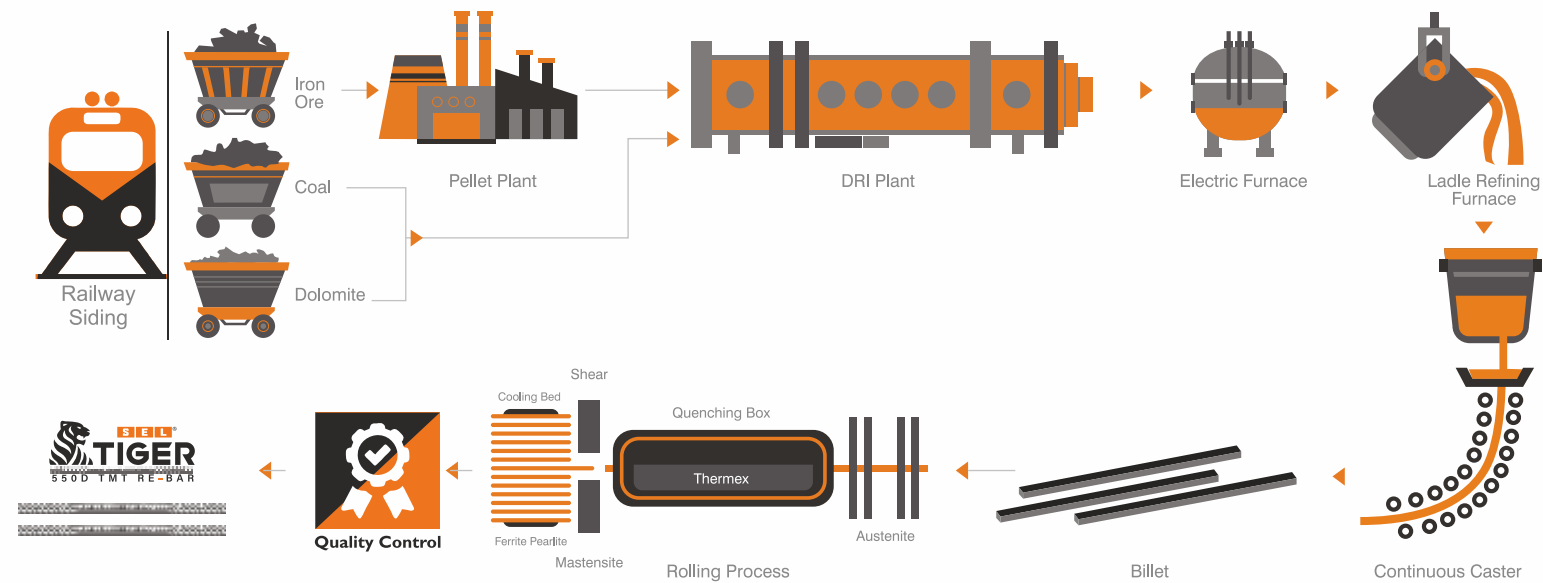 Iron
Ore
Coal
Dolomite
Railway
Siding
Pellet Plant
DRI Plant
Electric Furnace
Ladle Refining
Furnace
Continuous Caster
Billet
Austenite
Quenching Box
Thermex
Rolling Process
Shear
Mastensite
Cooling Bed
Ferrite Pearlite
Quality Control
SEL®
TIGER
550D TMT RE-BAR